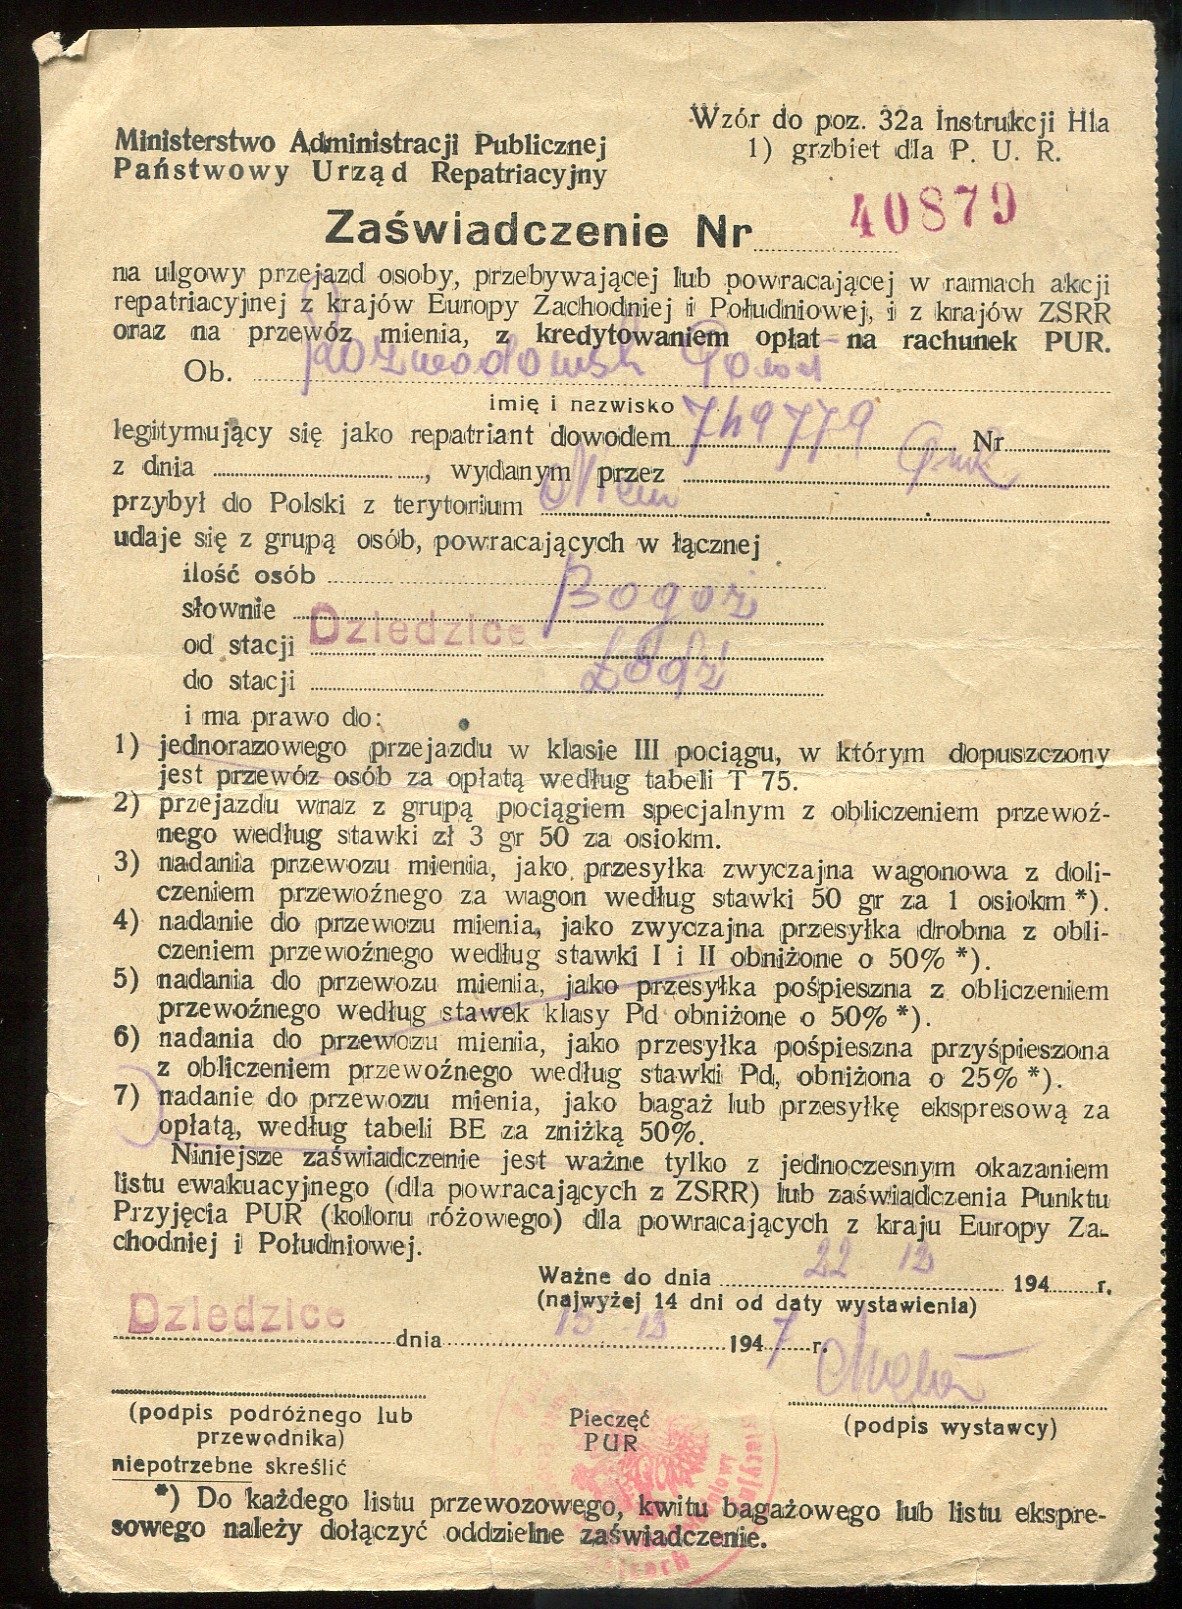 Wzór do poz. 32a Instrukcji HIa
1) grzbiet dla P. U. R.
Ministerstwo Administracji Publicznej
Państwowy Urząd Repatriacyjny
40879
Zaświadczenie Nr
na ulgowy przejazd osoby, przebywającej lub powracającej w ramach akcji
repatriacyjnej z krajów Europy Zachodniej i Południowej, i z krajów ZSRR
oraz na przewóz mienia, z kredytowaniem opłat na rachunek PUR.
Ob.
imię i nazwisko
legitymujący się jako repatriant dowodem 749779 Nr
z dnia , wydanym przez
przybył do Polski z terytorium Niem
udaje się z grupą osób, powracających w łącznej
ilość osób
słownie Bagaż
od stacji Dziedzice
do stacji Łódź
i ma prawo do:
1) jednorazowego przejazdu w klasie III pociągu, w którym dopuszczony
jest przewóz osób za opłatą według tabeli T 75.
2) przejazdu wraz z grupą pociągiem specjalnym z obliczeniem przewoź-
nego według stawki zł 3 gr 50 za osiokm.
3) nadania przewozu mienia, jako przesyłka zwyczajna wagonowa z doli-
czeniem przewoźnego za wagon według stawki 50 gr za 1 osiokm *).
4) nadanie do przewozu mienia, jako zwyczajna przesyłka drobna z obli-
czeniem przewoźnego według stawki I i II obniżone o 50% *).
5) nadania do przewozu mienia, jako przesyłka pośpieszna z obliczeniem
przewoźnego według stawek klasy Pd obniżone o 50% *).
6) nadania do przewozu mienia, jako przesyłka pośpieszna przyśpieszona
z obliczeniem przewoźnego według stawki Pd, obniżona o 25% *).
7) nadanie do przewozu mienia, jako bagaż lub przesyłkę ekspresową za
opłatą, według tabeli BE za zniżką 50%.
Niniejsze zaświadczenie jest ważne tylko z jednoczesnym okazaniem
listu ewakuacyjnego (dla powracających z ZSRR) lub zaświadczenia Punktu
Przyjęcia PUR (koloru różowego) dla powracających z kraju Europy Za-
chodniej i Południowej.
Ważne do dnia 22 12 194 r.
(najwyżej 14 dni od daty wystawienia)
Dziedzice dnia 15 12 1947 r.
(podpis podróżnego lub
przewodnika)
Pieczęć
PUR
(podpis wystawcy)
niepotrzebne skreślić
*) Do każdego listu przewozowego, kwitu bagażowego lub listu ekspre-
sowego należy dołączyć oddzielne zaświadczenie.